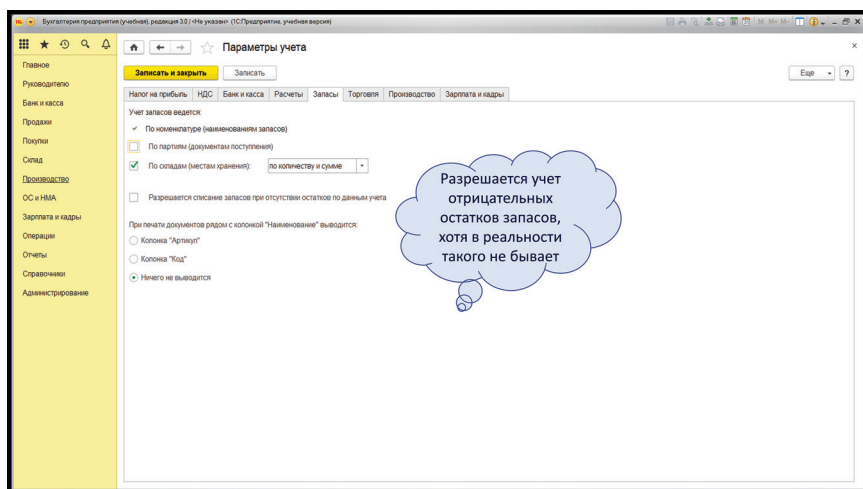 Бухгалтерия предприятия (учебная), редакция 3.0 / <Не указан> (1С:Предприятие, учебная версия)
M M+ M-
Параметры учета
Записать и закрыть
Записать
Еще
?
Главное
Руководителю
Банк и касса
Продажи
Покупки
Склад
Производство
ОС и НМА
Зарплата и кадры
Операции
Отчеты
Справочники
Администрирование
Налог на прибыль НДС Банк и касса Расчеты Запасы Торговля Производство Зарплата и кадры
Учет запасов ведется:
По номенклатуре (наименованиям запасов)
По партиям (документам поступления)
По складам (местам хранения): по количеству и сумме
Разрешается списание запасов при отсутствии остатков по данным учета
При печати документов рядом с колонкой "Наименование" выводится:
Колонка "Артикул"
Колонка "Код"
Ничего не выводится
Разрешается учет
отрицательных
остатков запасов,
хотя в реальности
такого не бывает